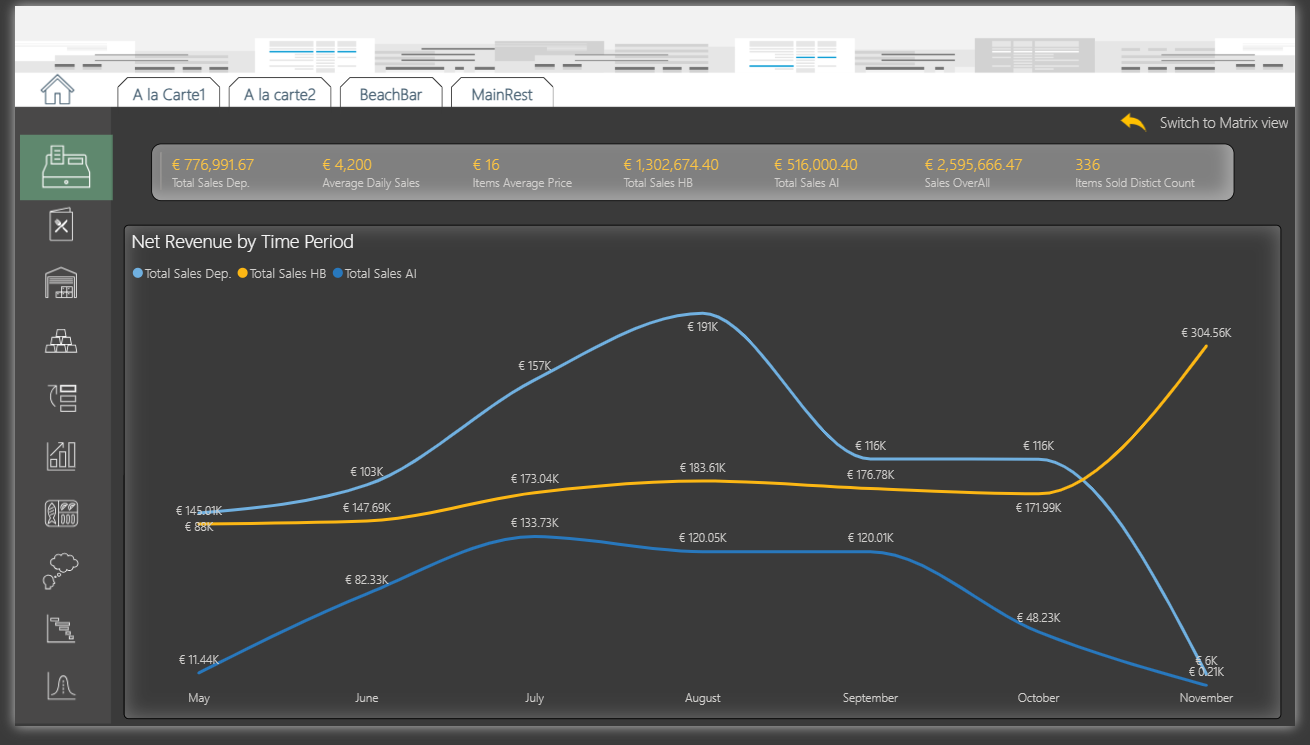 A la Carte1
A la carte2
BeachBar
MainRest
Switch to Matrix view
€ 776,991.67
Total Sales Dep.
€ 4,200
Average Daily Sales
€ 16
Items Average Price
€ 1,302,674.40
Total Sales HB
€ 516,000.40
Total Sales AI
€ 2,595,666.47
Sales OverAll
336
Items Sold Distict Count
Net Revenue by Time Period
Total Sales Dep.
Total Sales HB
Total Sales AI
€ 191K
€ 304.56K
€ 157K
€ 116K
€ 116K
€ 103K
€ 183.61K
€ 173.04K
€ 176.78K
€ 145.01K
€ 147.69K
€ 171.99K
€ 88K
€ 133.73K
€ 120.05K
€ 120.01K
€ 82.33K
€ 48.23K
€ 11.44K
€ 6K
€ 0.21K
May
June
July
August
September
October
November